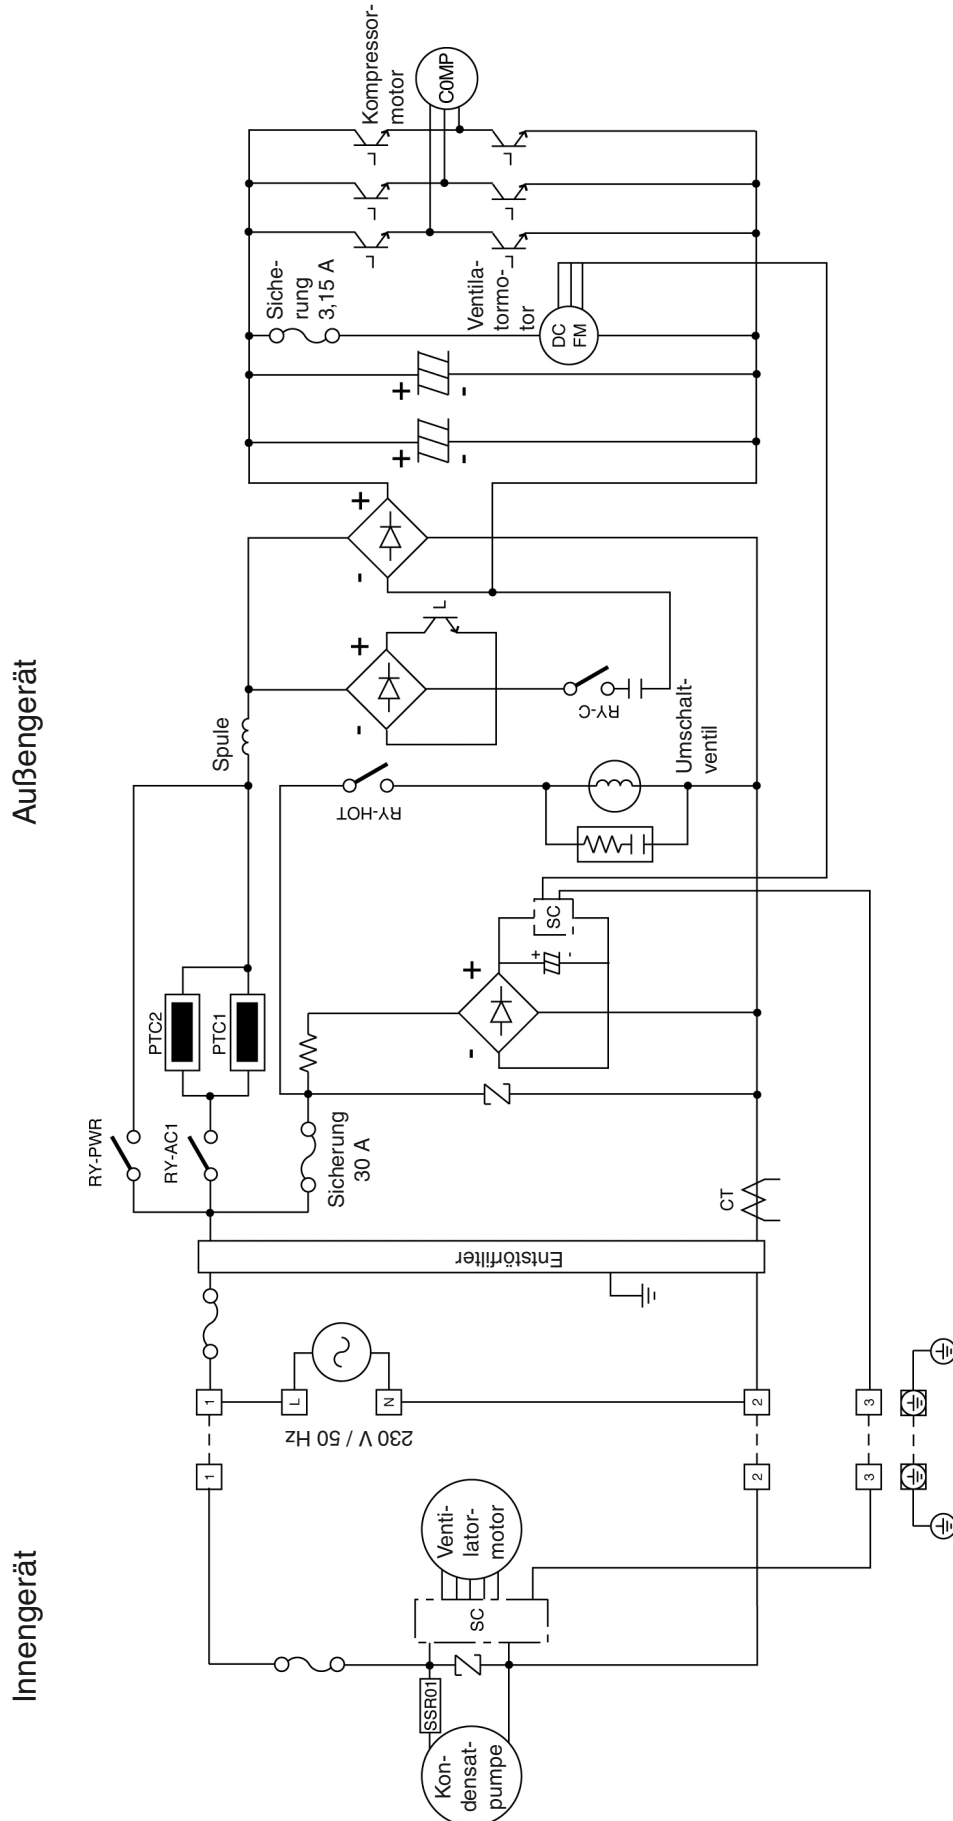 Innengerät
Außengerät
Kon-
densat-
pumpe
SSR01
SC
Venti-
lator-
motor
1
1
2
2
3
3
L
N
230 V / 50 Hz
Entstörfilter
CT
RY-PWR
RY-AC1
Sicherung
30 A
PTC2
PTC1
-
+
+
-
SC
Spule
RY-HOT
Umschalt-
ventil
-
+
L
RY-C
-
+
+
-
+
-
Siche-
rung
3,15 A
Ventila-
tormo-
tor
DC
FM
L
L
L
L
L
L
Kompressor-
motor
COMP